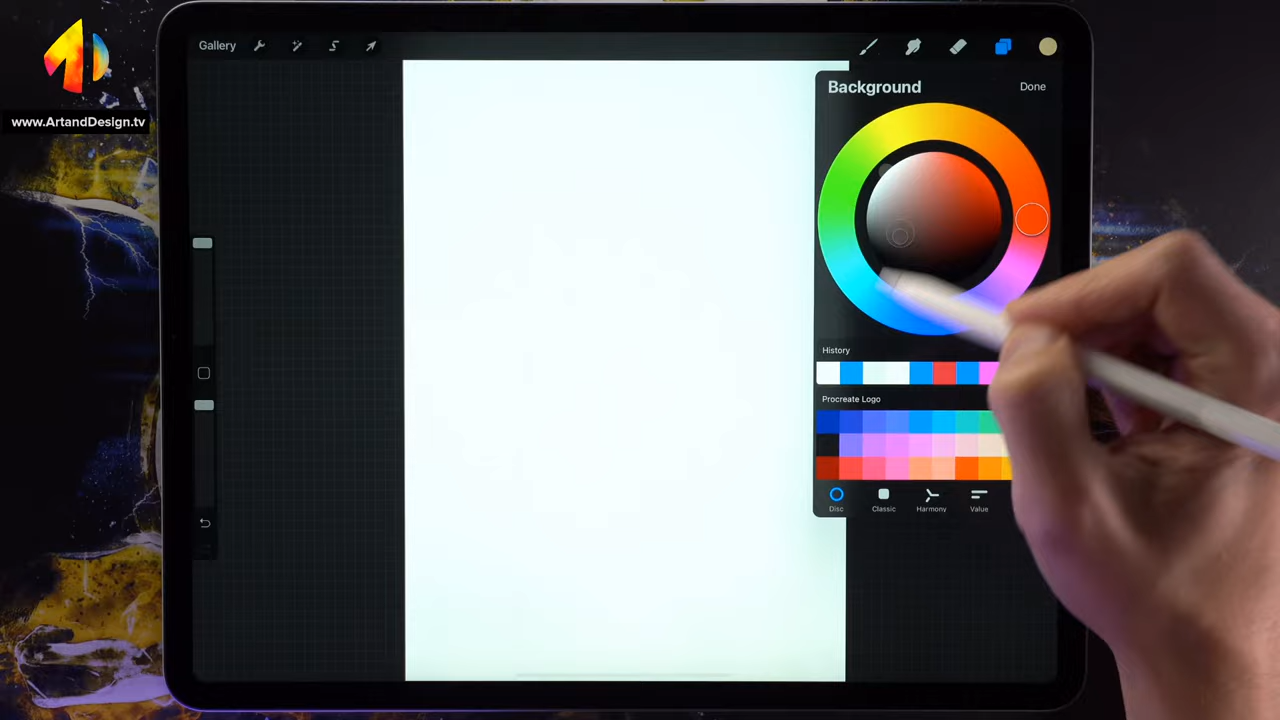 www.ArtandDesign.tv
Gallery
Background
Done
History
Procreate Logo
Disc
Classic
Harmony
Value